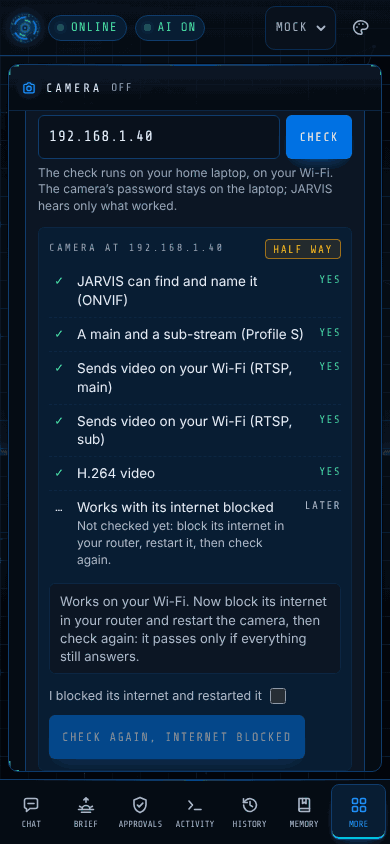 ONLINE
AI ON
MOCK
CAMERA OFF
192.168.1.40
CHECK
The check runs on your home laptop, on your Wi-Fi.
The camera's password stays on the laptop; JARVIS
hears only what worked.
CAMERA AT 192.168.1.40
HALF WAY
✓ JARVIS can find and name it YES
(ONVIF)
✓ A main and a sub-stream (Profile S) YES
✓ Sends video on your Wi-Fi (RTSP, YES
main)
✓ Sends video on your Wi-Fi (RTSP, YES
sub)
✓ H.264 video YES
… Works with its internet blocked LATER
Not checked yet: block its internet in
your router, restart it, then check
again.
Works on your Wi-Fi. Now block its internet
in your router and restart the camera, then
check again: it passes only if everything
still answers.
I blocked its internet and restarted it
CHECK AGAIN, INTERNET BLOCKED
CHAT
BRIEF
APPROVALS
ACTIVITY
HISTORY
MEMORY
MORE